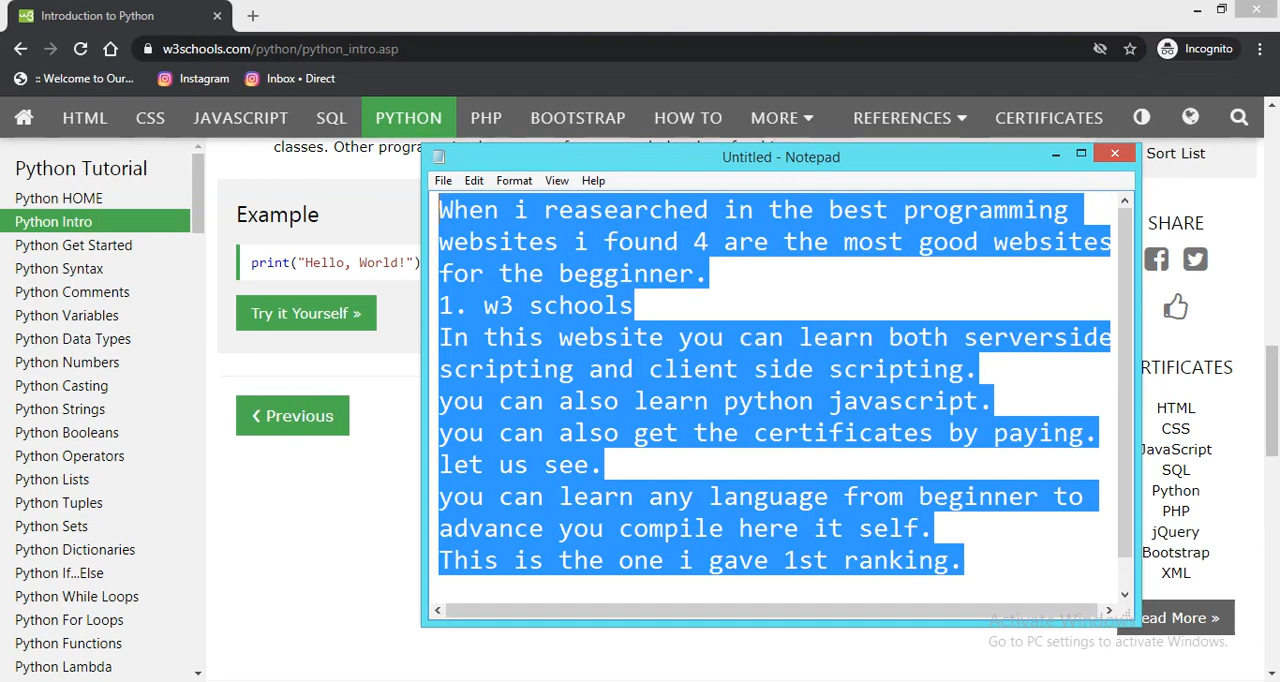 Introduction to Python
w3schools.com/python/python_intro.asp
Incognito
:: Welcome to Our...
Instagram
Inbox • Direct
HTML
CSS
JAVASCRIPT
SQL
PYTHON
PHP
BOOTSTRAP
HOW TO
MORE
REFERENCES
CERTIFICATES
Python Tutorial
Python HOME
Python Intro
Python Get Started
Python Syntax
Python Comments
Python Variables
Python Data Types
Python Numbers
Python Casting
Python Strings
Python Booleans
Python Operators
Python Lists
Python Tuples
Python Sets
Python Dictionaries
Python If...Else
Python While Loops
Python For Loops
Python Functions
Python Lambda
classes. Other
Example
print("Hello, World!")
Try it Yourself »
❮ Previous
Untitled - Notepad
File Edit Format View Help
When i reasearched in the best programming
websites i found 4 are the most good websites
for the begginner.
1. w3 schools
In this website you can learn both serverside
scripting and client side scripting.
you can also learn python javascript.
you can also get the certificates by paying.
let us see.
you can learn any language from beginner to
advance you compile here it self.
This is the one i gave 1st ranking.
Sort List
SHARE
RTIFICATES
HTML
CSS
JavaScript
SQL
Python
PHP
jQuery
Bootstrap
XML
ead More »
Activate Windows
Go to PC settings to activate Windows.